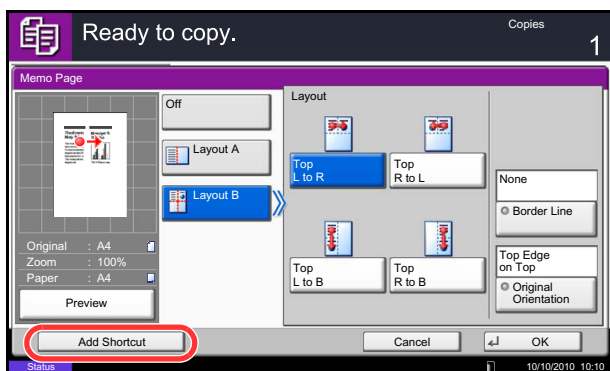 Ready to copy.
Copies
1
Memo Page
Off
Layout A
Layout B
Layout
Top
L to R
Top
R to L
Top
L to B
Top
R to B
None
Border Line
Top Edge
on Top
Original
Orientation
Original : A4
Zoom : 100%
Paper : A4
Preview
Add Shortcut
Cancel
OK
Status
10/10/2010 10:10